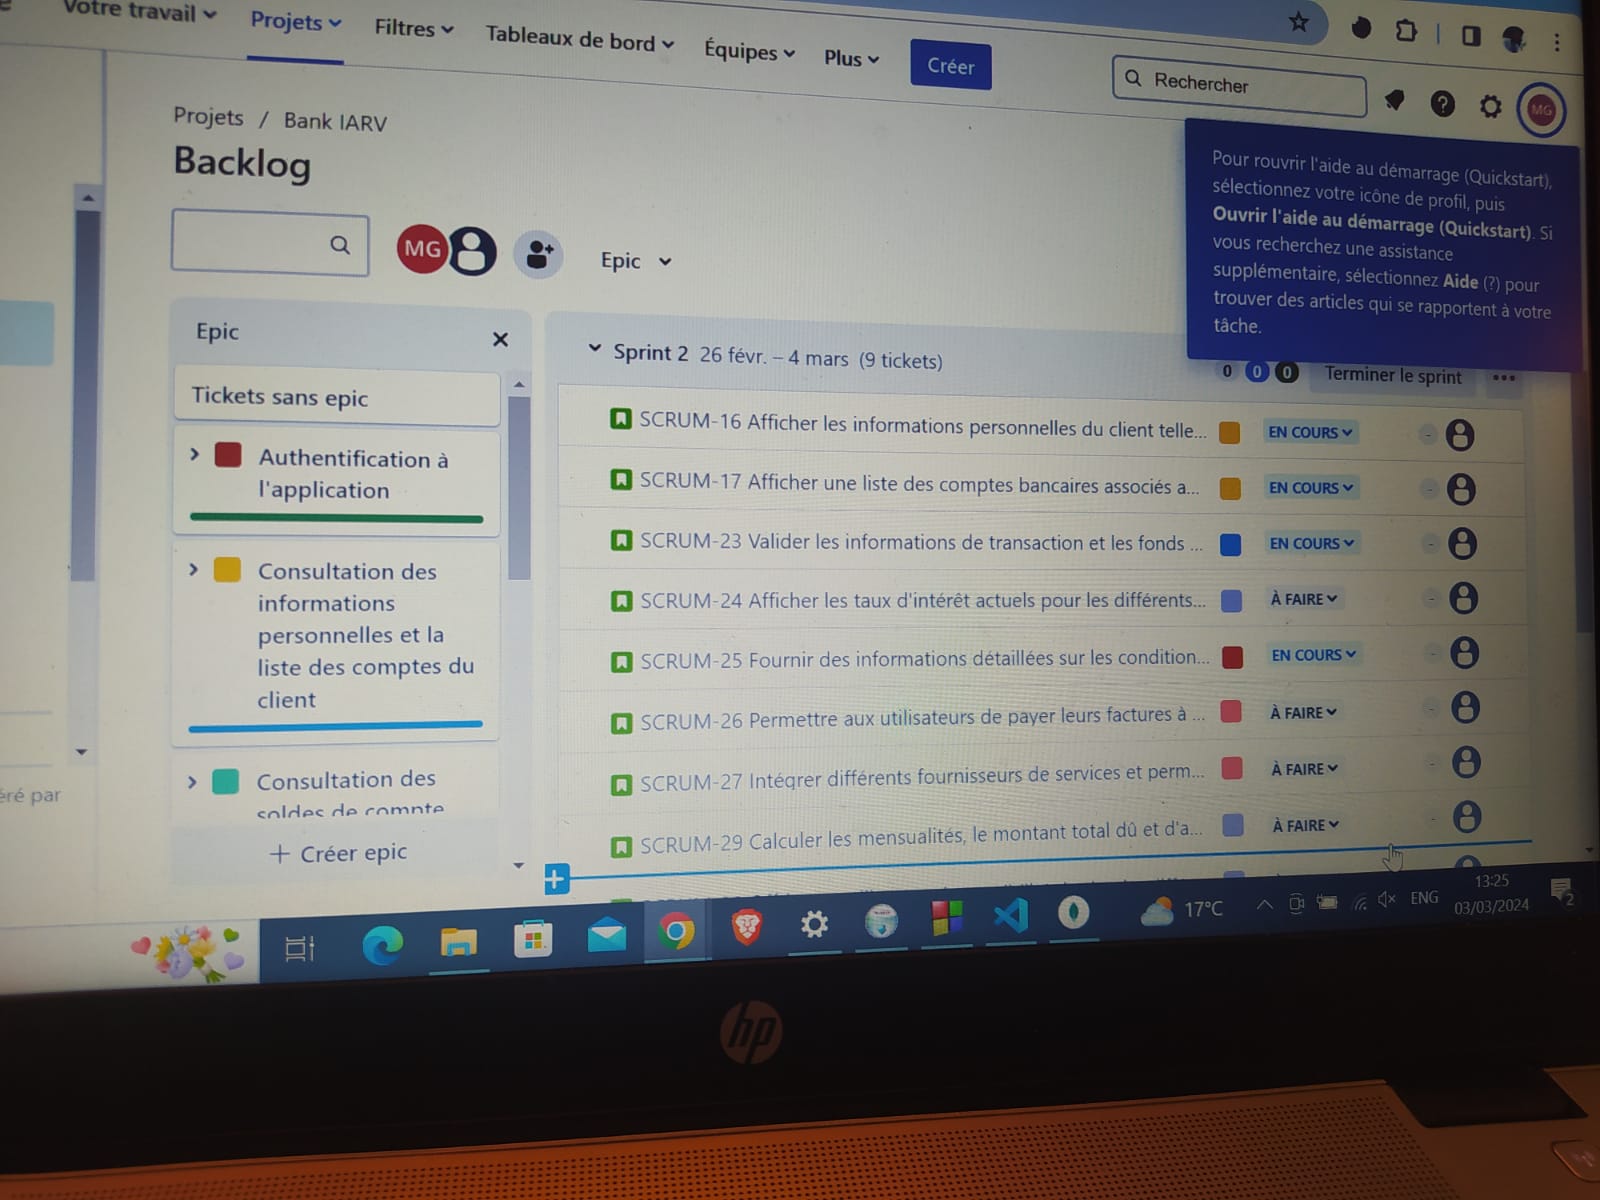 Votre travail
Projets
Filtres
Tableaux de bord
Équipes
Plus
Créer
Rechercher
MG
Projets / Bank IARV
Backlog
MG
Epic
Pour rouvrir l'aide au démarrage (Quickstart),
sélectionnez votre icône de profil, puis
Ouvrir l'aide au démarrage (Quickstart). Si
vous recherchez une assistance
supplémentaire, sélectionnez Aide (?) pour
trouver des articles qui se rapportent à votre
tâche.
Epic
Tickets sans epic
Authentification à
l'application
Consultation des
informations
personnelles et la
liste des comptes du
client
Consultation des
soldes de compte
+ Créer epic
éré par
Sprint 2 26 févr. – 4 mars (9 tickets)
0 0 0 Terminer le sprint ...
SCRUM-16 Afficher les informations personnelles du client telle... EN COURS -
SCRUM-17 Afficher une liste des comptes bancaires associés a... EN COURS -
SCRUM-23 Valider les informations de transaction et les fonds ... EN COURS -
SCRUM-24 Afficher les taux d'intérêt actuels pour les différents... À FAIRE -
SCRUM-25 Fournir des informations détaillées sur les condition... EN COURS -
SCRUM-26 Permettre aux utilisateurs de payer leurs factures à ... À FAIRE -
SCRUM-27 Intégrer différents fournisseurs de services et perm... À FAIRE -
SCRUM-29 Calculer les mensualités, le montant total dû et d'a... À FAIRE -
17°C
ENG
13:25
03/03/2024
2
hp